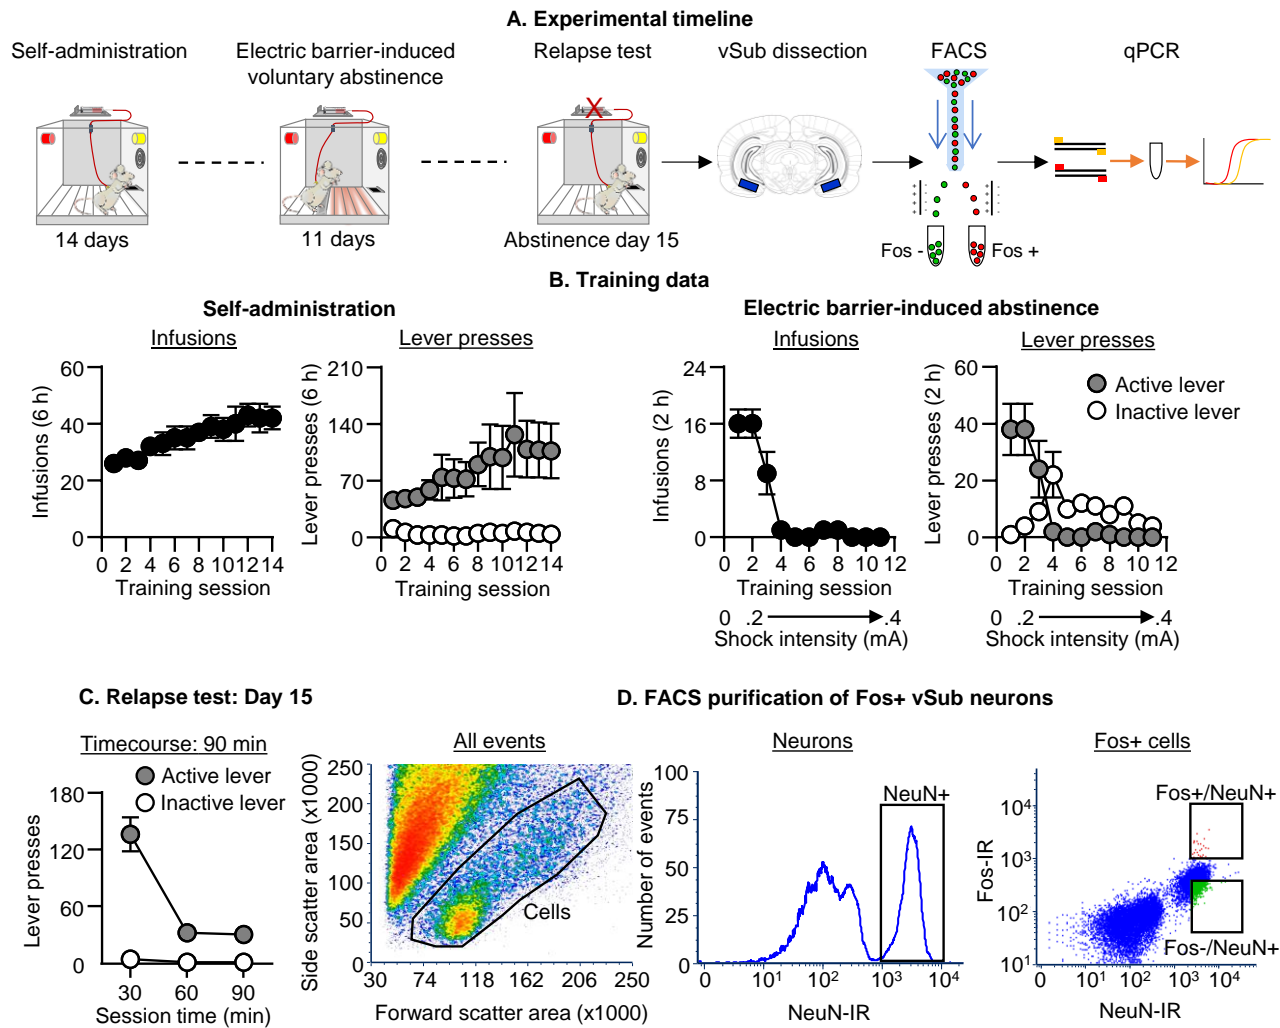 A. Experimental timeline
Self-administration
Electric barrier-induced
voluntary abstinence
Relapse test
vSub dissection
FACS
qPCR
X
14 days
11 days
Abstinence day 15
Fos -
Fos +
B. Training data
Self-administration
Infusions
Infusions (6 h)
60
40
20
0
0 2 4 6 8 10 12 14
Training session
Lever presses
Lever presses (6 h)
210
140
70
0
0 2 4 6 8 10 12 14
Training session
Electric barrier-induced abstinence
Infusions
Infusions (2 h)
24
16
8
0
0 2 4 6 8 10 12
Training session
0 .2 .4
Shock intensity (mA)
Lever presses
Lever presses (2 h)
60
40
20
0
Active lever
Inactive lever
0 2 4 6 8 10 12
Training session
0 .2 .4
Shock intensity (mA)
C. Relapse test: Day 15
Timecourse: 90 min
Active lever
Inactive lever
Lever presses
180
120
60
0
30 60 90
Session time (min)
D. FACS purification of Fos+ vSub neurons
All events
Side scatter area (x1000)
250
200
150
100
50
0
Cells
30 74 118 162 206 250
Forward scatter area (x1000)
Neurons
Number of events
100
75
50
25
0
NeuN+
0 10¹ 10² 10³ 10⁴
NeuN-IR
Fos+ cells
Fos-IR
10⁴
10³
10²
10¹
Fos+/NeuN+
Fos-/NeuN+
0 10¹ 10² 10³ 10⁴
NeuN-IR